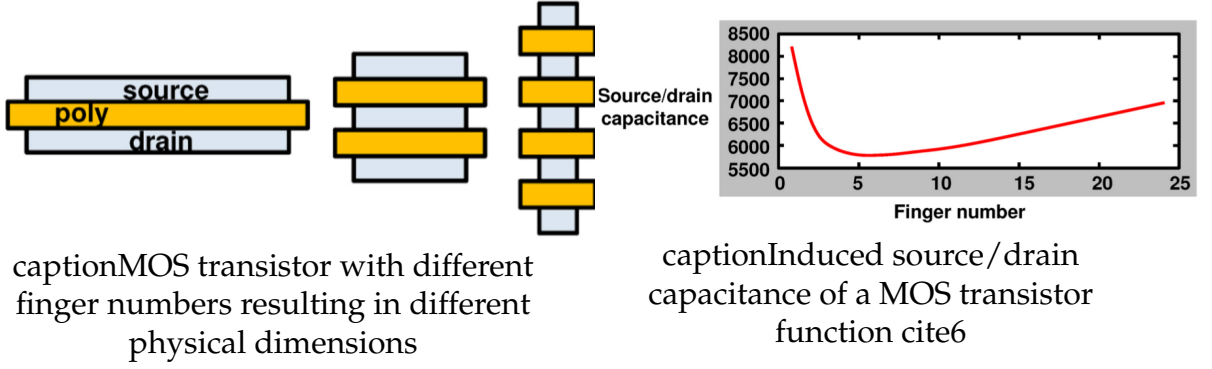 source
poly
drain
captionMOS transistor with different
finger numbers resulting in different
physical dimensions
Source/drain
capacitance
8500
8000
7500
7000
6500
6000
5500
0 5 10 15 20 25
Finger number
captionInduced source/drain
capacitance of a MOS transistor
function cite6